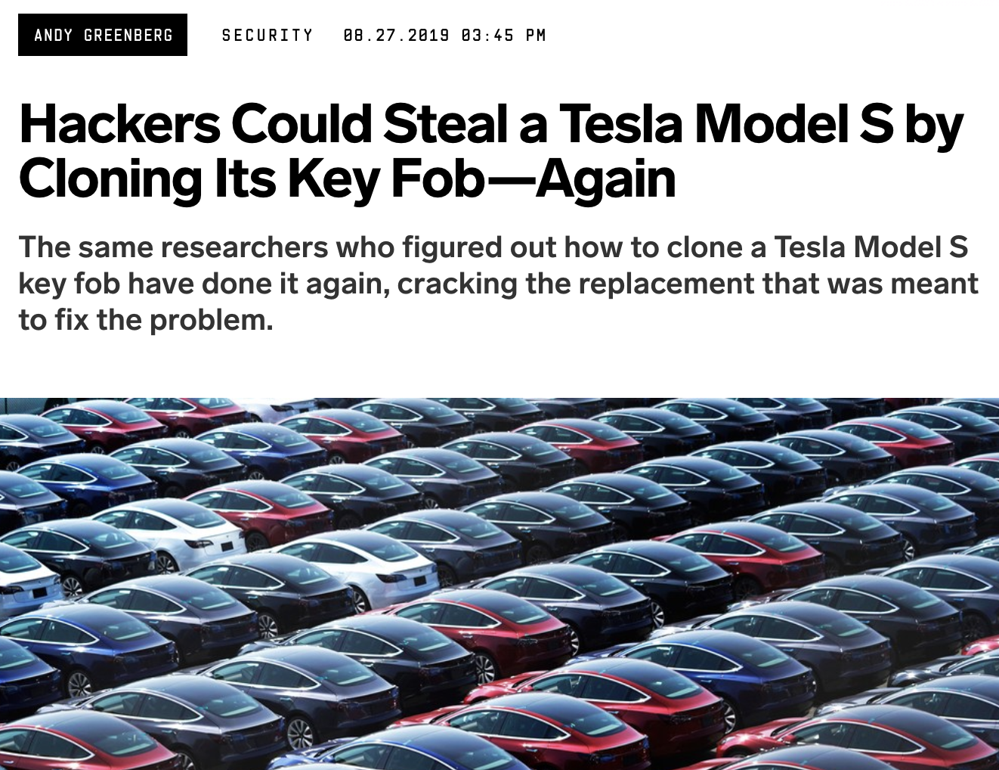 ANDY GREENBERG SECURITY 08.27.2019 03:45 PM
Hackers Could Steal a Tesla Model S by
Cloning Its Key Fob—Again
The same researchers who figured out how to clone a Tesla Model S
key fob have done it again, cracking the replacement that was meant
to fix the problem.